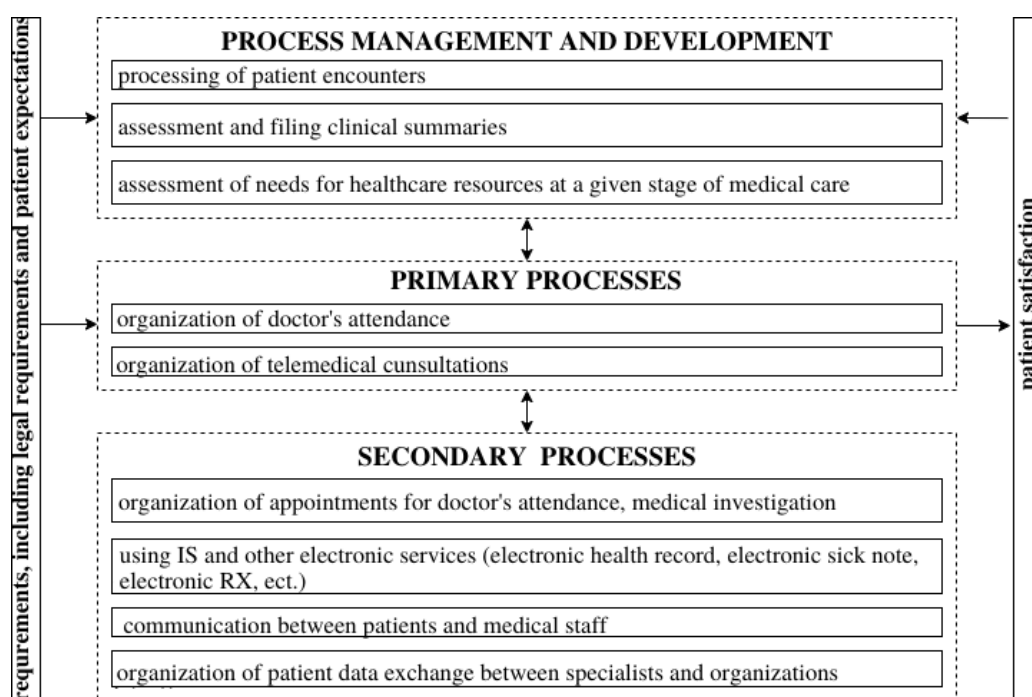 requrements, including legal requirements and patient expectations
PROCESS MANAGEMENT AND DEVELOPMENT
processing of patient encounters
assessment and filing clinical summaries
assessment of needs for healthcare resources at a given stage of medical care
PRIMARY PROCESSES
organization of doctor's attendance
organization of telemedical cunsultations
SECONDARY PROCESSES
organization of appointments for doctor's attendance, medical investigation
using IS and other electronic services (electronic health record, electronic sick note,
electronic RX, ect.)
communication between patients and medical staff
organization of patient data exchange between specialists and organizations
patient satisfaction